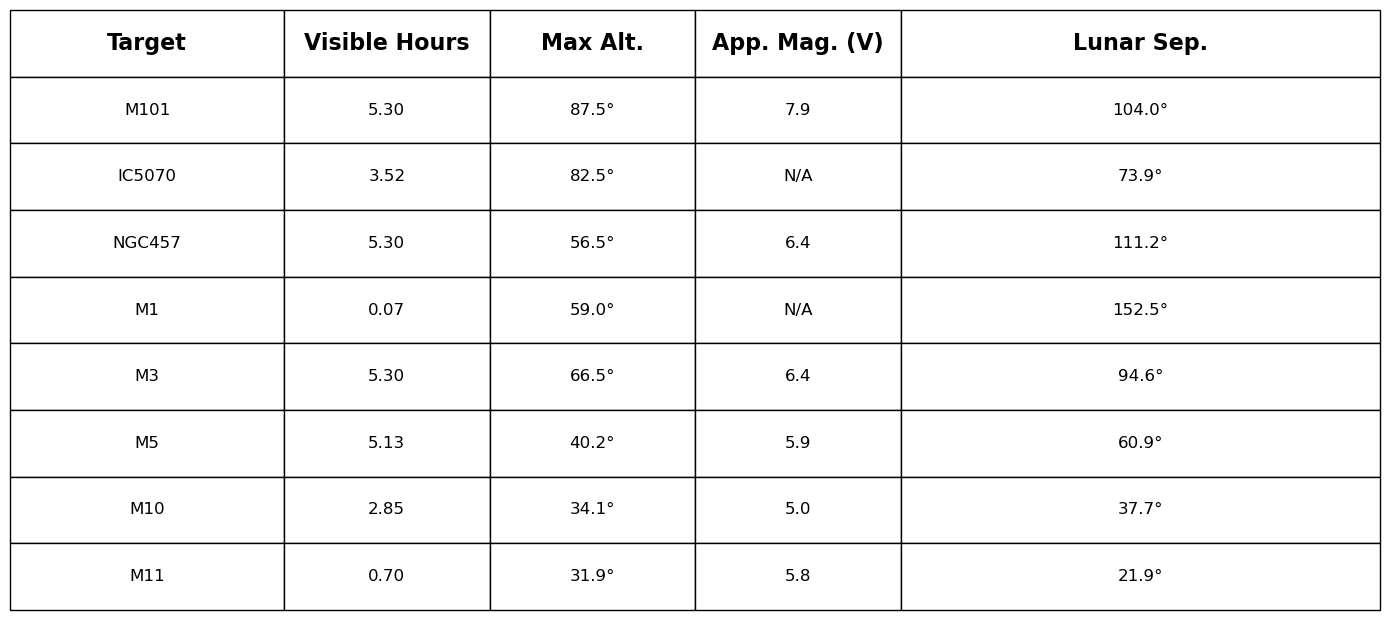 Target Visible Hours Max Alt. App. Mag. (V) Lunar Sep.
M101 5.30 87.5° 7.9 104.0°
IC5070 3.52 82.5° N/A 73.9°
NGC457 5.30 56.5° 6.4 111.2°
M1 0.07 59.0° N/A 152.5°
M3 5.30 66.5° 6.4 94.6°
M5 5.13 40.2° 5.9 60.9°
M10 2.85 34.1° 5.0 37.7°
M11 0.70 31.9° 5.8 21.9°